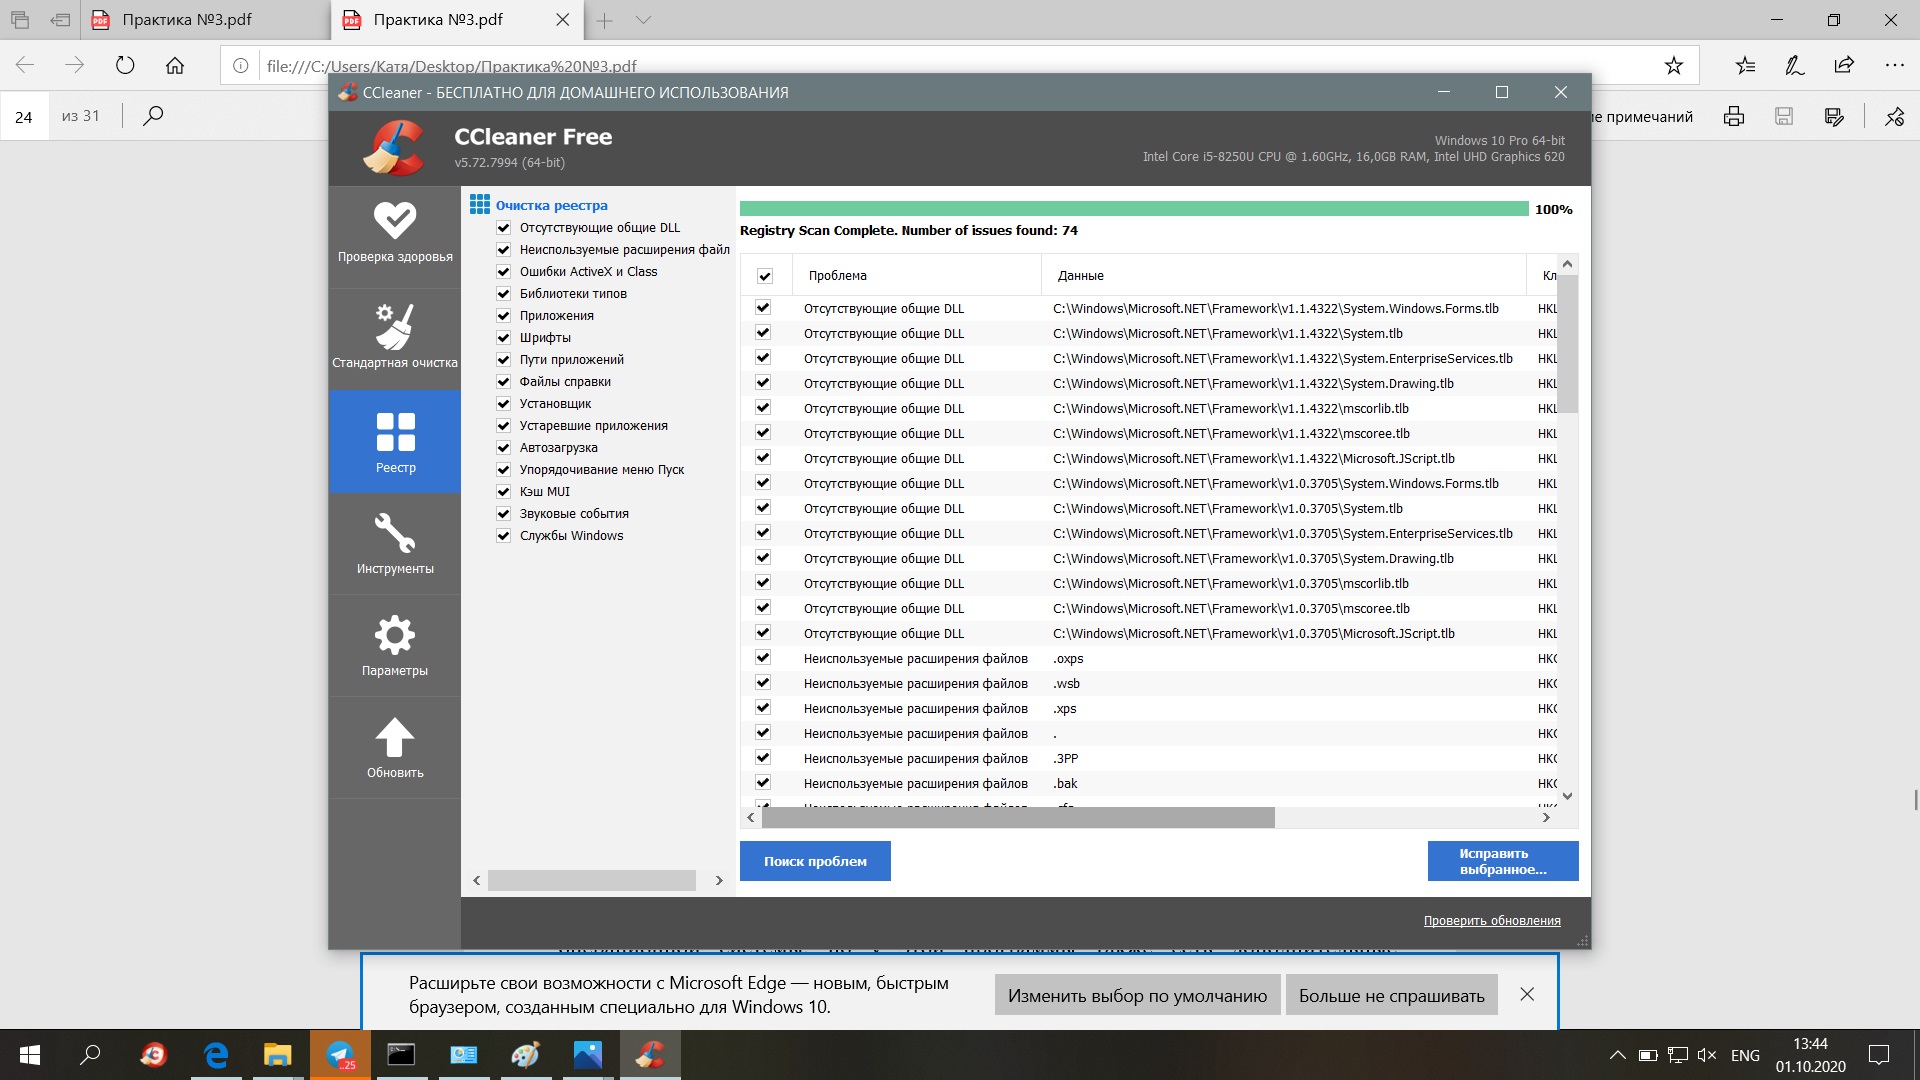 Практика №3.pdf
Практика №3.pdf
file:///C:/Users/Катя/Desktop/Практика%20№3.pdf
24
из 31
е примечаний
CCleaner - БЕСПЛАТНО ДЛЯ ДОМАШНЕГО ИСПОЛЬЗОВАНИЯ
CCleaner Free
v5.72.7994 (64-bit)
Windows 10 Pro 64-bit
Intel Core i5-8250U CPU @ 1.60GHz, 16,0GB RAM, Intel UHD Graphics 620
Проверка здоровья
Стандартная очистка
Реестр
Инструменты
Параметры
Обновить
Очистка реестра
Отсутствующие общие DLL
Неиспользуемые расширения файл
Ошибки ActiveX и Class
Библиотеки типов
Приложения
Шрифты
Пути приложений
Файлы справки
Установщик
Устаревшие приложения
Автозагрузка
Упорядочивание меню Пуск
Кэш MUI
Звуковые события
Службы Windows
100%
Registry Scan Complete. Number of issues found: 74
Проблема Данные Кл
Отсутствующие общие DLL C:\Windows\Microsoft.NET\Framework\v1.1.4322\System.Windows.Forms.tlb HKL
Отсутствующие общие DLL C:\Windows\Microsoft.NET\Framework\v1.1.4322\System.tlb HKL
Отсутствующие общие DLL C:\Windows\Microsoft.NET\Framework\v1.1.4322\System.EnterpriseServices.tlb HKL
Отсутствующие общие DLL C:\Windows\Microsoft.NET\Framework\v1.1.4322\System.Drawing.tlb HKL
Отсутствующие общие DLL C:\Windows\Microsoft.NET\Framework\v1.1.4322\mscorlib.tlb HKL
Отсутствующие общие DLL C:\Windows\Microsoft.NET\Framework\v1.1.4322\mscoree.tlb HKL
Отсутствующие общие DLL C:\Windows\Microsoft.NET\Framework\v1.1.4322\Microsoft.JScript.tlb HKL
Отсутствующие общие DLL C:\Windows\Microsoft.NET\Framework\v1.0.3705\System.Windows.Forms.tlb HKL
Отсутствующие общие DLL C:\Windows\Microsoft.NET\Framework\v1.0.3705\System.tlb HKL
Отсутствующие общие DLL C:\Windows\Microsoft.NET\Framework\v1.0.3705\System.EnterpriseServices.tlb HKL
Отсутствующие общие DLL C:\Windows\Microsoft.NET\Framework\v1.0.3705\System.Drawing.tlb HKL
Отсутствующие общие DLL C:\Windows\Microsoft.NET\Framework\v1.0.3705\mscorlib.tlb HKL
Отсутствующие общие DLL C:\Windows\Microsoft.NET\Framework\v1.0.3705\mscoree.tlb HKL
Отсутствующие общие DLL C:\Windows\Microsoft.NET\Framework\v1.0.3705\Microsoft.JScript.tlb HKL
Неиспользуемые расширения файлов .oxps HKC
Неиспользуемые расширения файлов .wsb HKC
Неиспользуемые расширения файлов .xps HKC
Неиспользуемые расширения файлов . HKC
Неиспользуемые расширения файлов .3PP HKC
Неиспользуемые расширения файлов .bak HKC
Поиск проблем
Исправить
выбранное...
Проверить обновления
Расширьте свои возможности с Microsoft Edge — новым, быстрым
браузером, созданным специально для Windows 10.
Изменить выбор по умолчанию
Больше не спрашивать
..25
ENG
13:44
01.10.2020